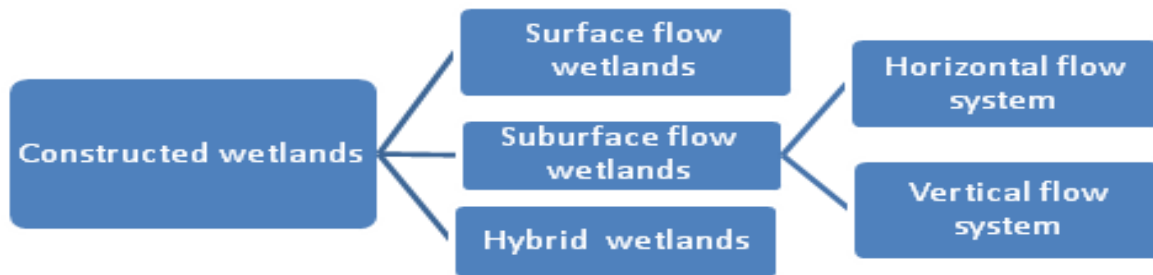 Constructed wetlands
Surface flow
wetlands
Suburface flow
wetlands
Hybrid wetlands
Horizontal flow
system
Vertical flow
system